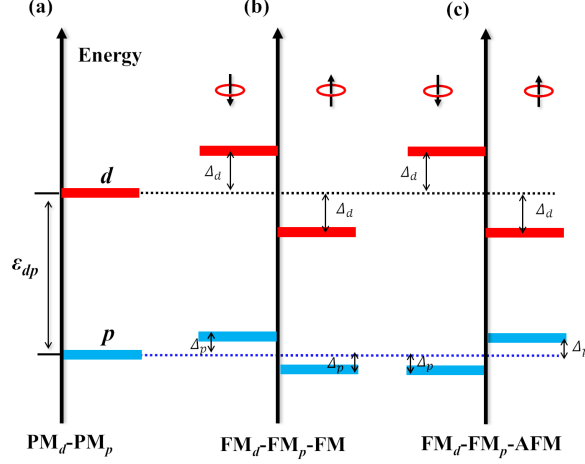 (a)
(b)
(c)
Energy
d
ε_dp
p
Δ_d
Δ_d
Δ_p
Δ_p
Δ_d
Δ_d
Δ_p
PM_d-PM_p
FM_d-FM_p-FM
FM_d-FM_p-AFM